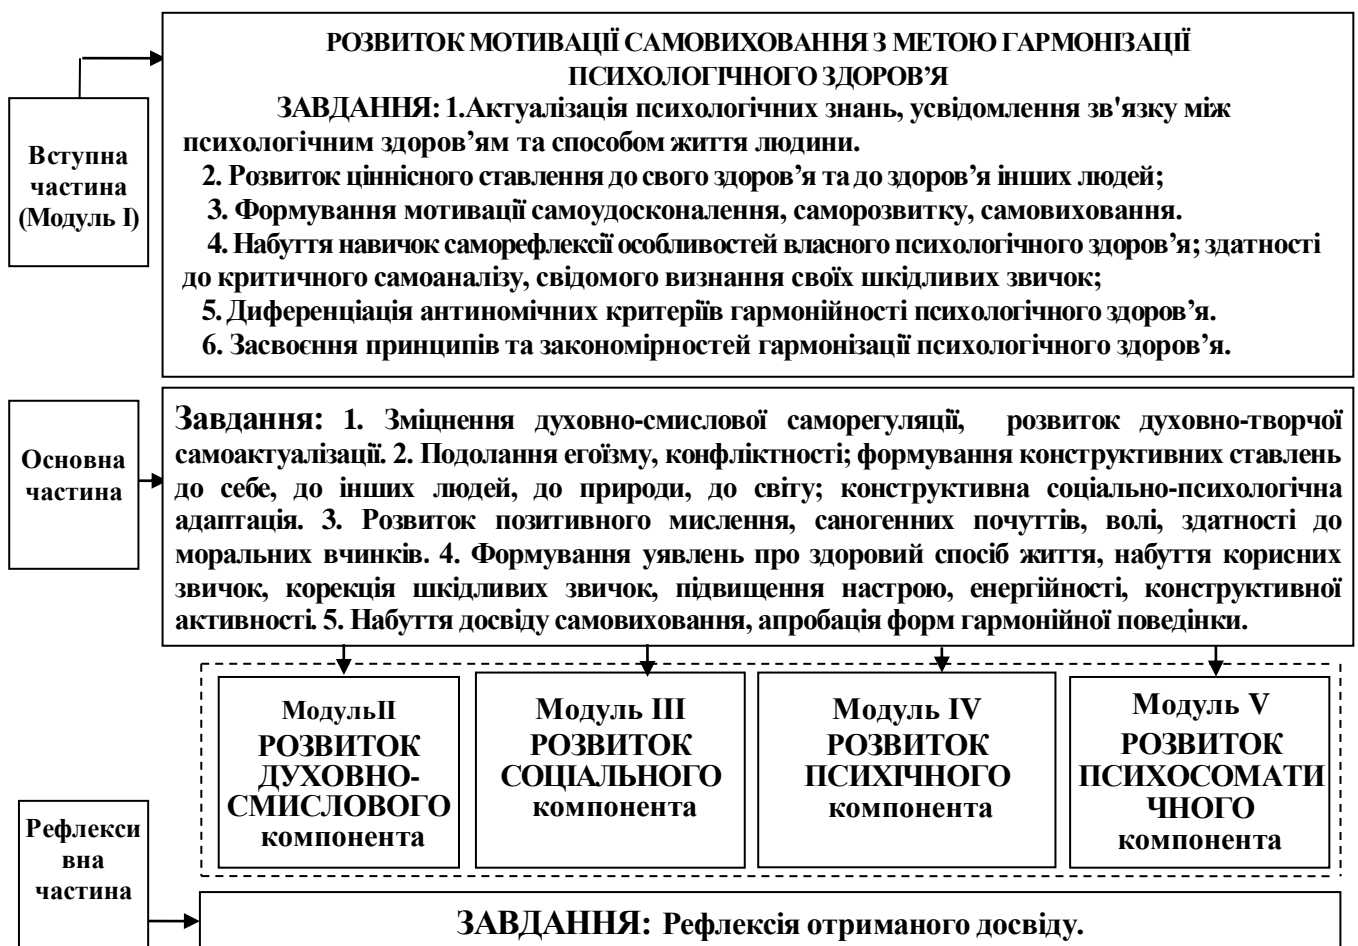 РОЗВИТОК МОТИВАЦІЇ САМОВИХОВАННЯ З МЕТОЮ ГАРМОНІЗАЦІЇ
ПСИХОЛОГІЧНОГО ЗДОРОВ’Я
ЗАВДАННЯ: 1.Актуалізація психологічних знань, усвідомлення зв'язку між
психологічним здоров’ям та способом життя людини.
2. Розвиток ціннісного ставлення до свого здоров’я та до здоров’я інших людей;
3. Формування мотивації самоудосконалення, саморозвитку, самовиховання.
4. Набуття навичок саморефлексії особливостей власного психологічного здоров’я; здатності
до критичного самоаналізу, свідомого визнання своїх шкідливих звичок;
5. Диференціація антиномічних критеріїв гармонійності психологічного здоров’я.
6. Засвоєння принципів та закономірностей гармонізації психологічного здоров’я.
Вступна
частина
(Модуль І)
Основна
частина
Завдання: 1. Зміцнення духовно-смислової саморегуляції, розвиток духовно-творчої
самоактуалізації. 2. Подолання егоїзму, конфліктності; формування конструктивних ставлень
до себе, до інших людей, до природи, до світу; конструктивна соціально-психологічна
адаптація. 3. Розвиток позитивного мислення, саногенних почуттів, волі, здатності до
моральних вчинків. 4. Формування уявлень про здоровий спосіб життя, набуття корисних
звичок, корекція шкідливих звичок, підвищення настрою, енергійності, конструктивної
активності. 5. Набуття досвіду самовиховання, апробація форм гармонійної поведінки.
МодульІІ
РОЗВИТОК
ДУХОВНО-
СМИСЛОВОГО
компонента
Модуль ІІІ
РОЗВИТОК
СОЦІАЛЬНОГО
компонента
Модуль IV
РОЗВИТОК
ПСИХІЧНОГО
компонента
Модуль V
РОЗВИТОК
ПСИХОСОМАТИ
ЧНОГО
компонента
Рефлекси
вна
частина
ЗАВДАННЯ: Рефлексія отриманого досвіду.